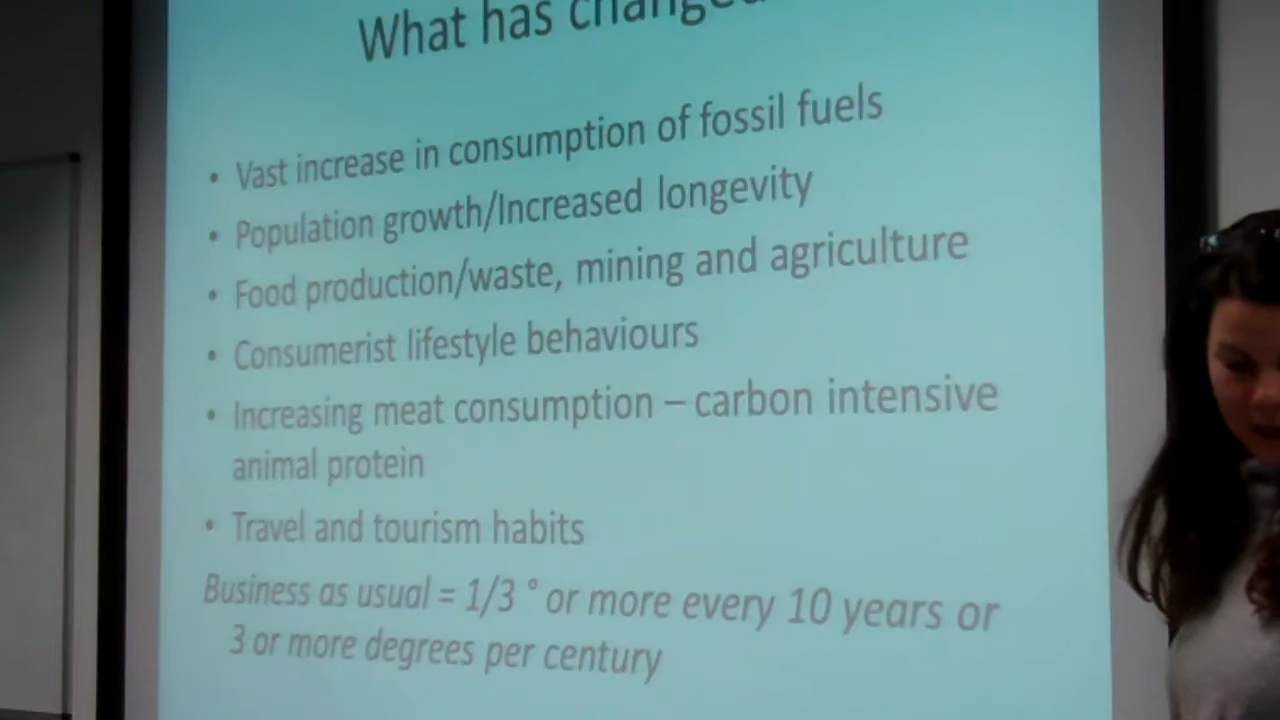 What has changed
• Vast increase in consumption of fossil fuels
• Population growth/Increased longevity
• Food production/waste, mining and agriculture
• Consumerist lifestyle behaviours
• Increasing meat consumption – carbon intensive
animal protein
• Travel and tourism habits
Business as usual = 1/3 ° or more every 10 years or
3 or more degrees per century